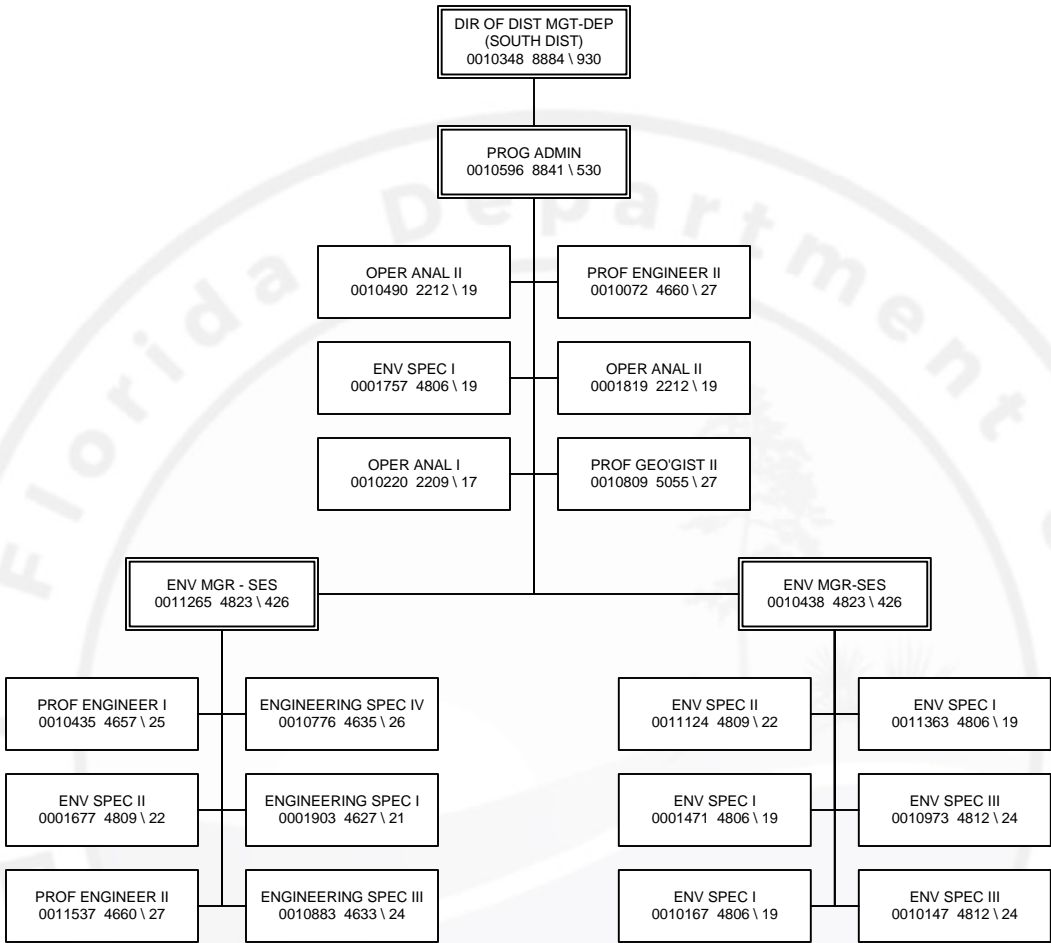 DIR OF DIST MGT-DEP
(SOUTH DIST)
0010348 8884 \ 930
PROG ADMIN
0010596 8841 \ 530
OPER ANAL II
0010490 2212 \ 19
PROF ENGINEER II
0010072 4660 \ 27
ENV SPEC I
0001757 4806 \ 19
OPER ANAL II
0001819 2212 \ 19
OPER ANAL I
0010220 2209 \ 17
PROF GEO'GIST II
0010809 5055 \ 27
ENV MGR - SES
0011265 4823 \ 426
ENV MGR-SES
0010438 4823 \ 426
PROF ENGINEER I
0010435 4657 \ 25
ENGINEERING SPEC IV
0010776 4635 \ 26
ENV SPEC II
0011124 4809 \ 22
ENV SPEC I
0011363 4806 \ 19
ENV SPEC II
0001677 4809 \ 22
ENGINEERING SPEC I
0001903 4627 \ 21
ENV SPEC I
0001471 4806 \ 19
ENV SPEC III
0010973 4812 \ 24
PROF ENGINEER II
0011537 4660 \ 27
ENGINEERING SPEC III
0010883 4633 \ 24
ENV SPEC I
0010167 4806 \ 19
ENV SPEC III
0010147 4812 \ 24
Florida Department